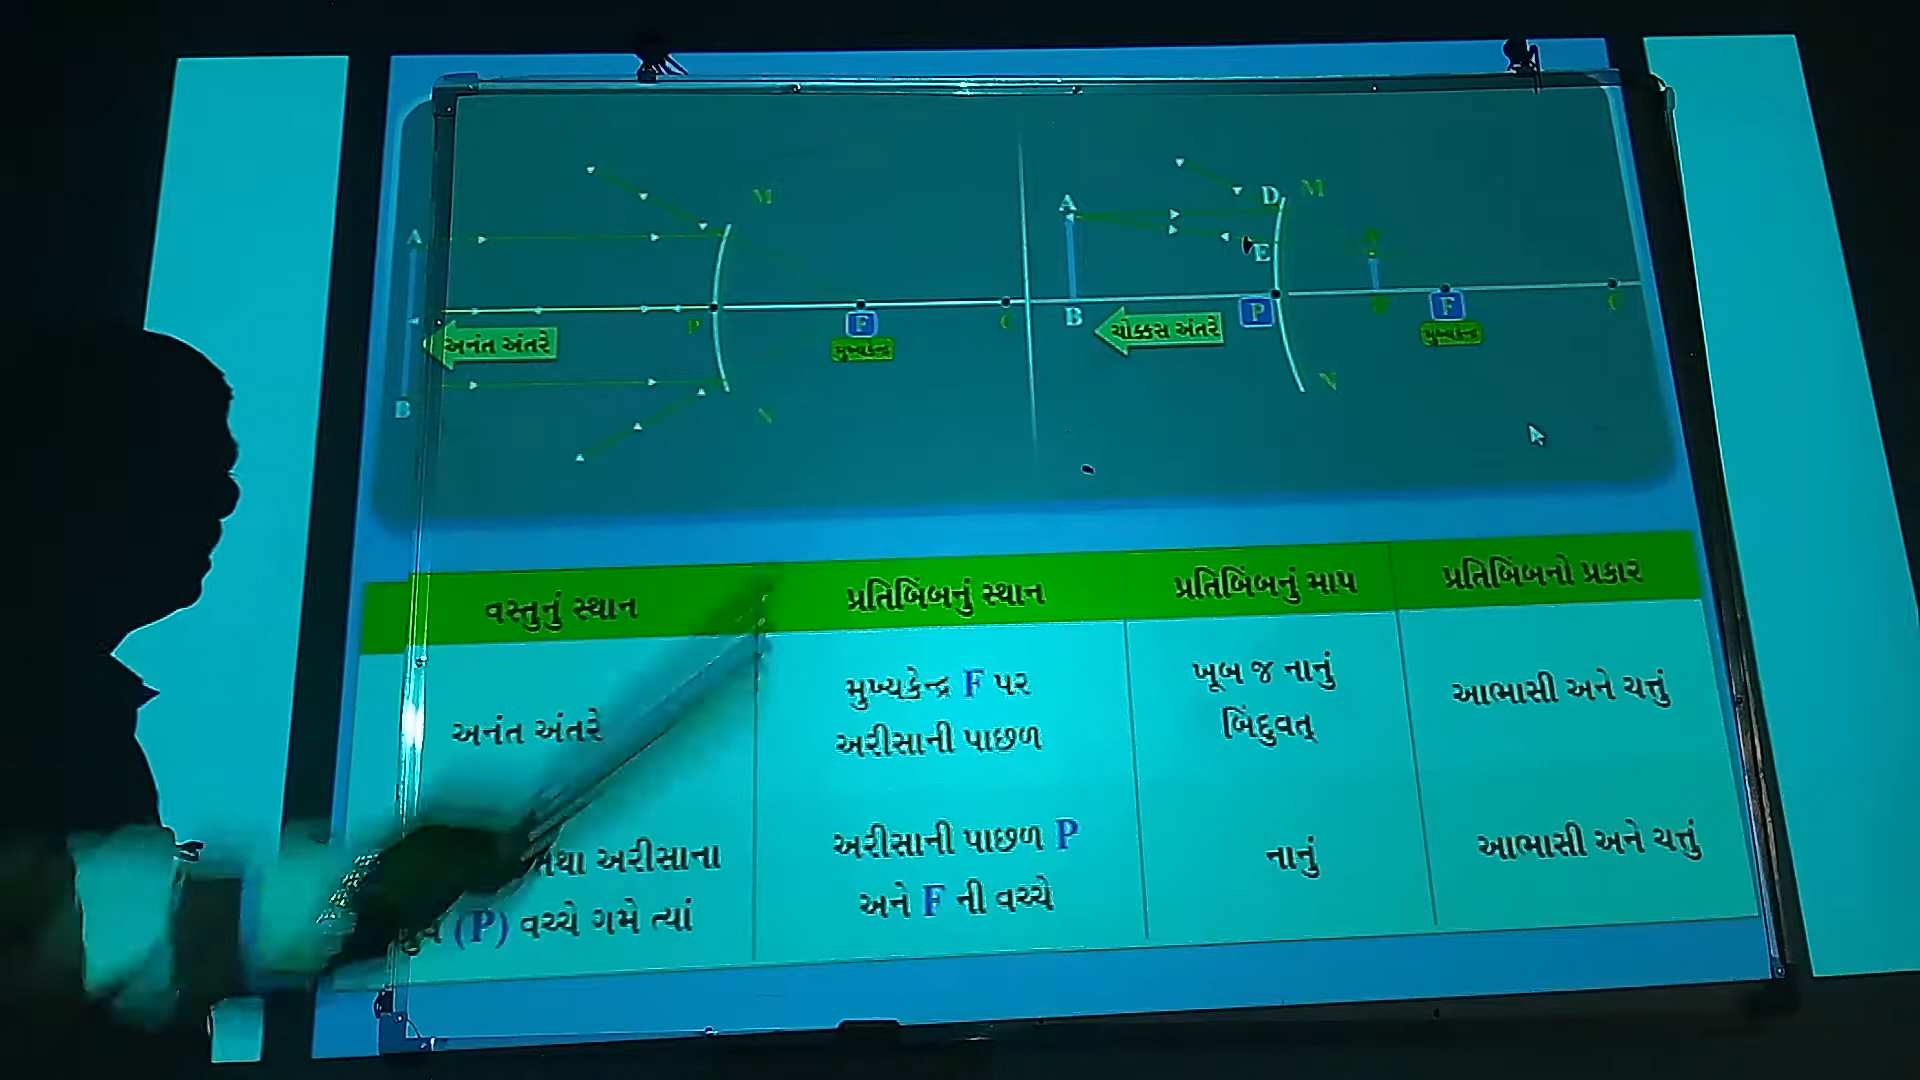 M
A
P
F
C
અનંત અંતરે
મુખ્યકેન્દ્ર
B
N
A
D
M
E
B
P
F
C
ચોક્કસ અંતરે
મુખ્યકેન્દ્ર
N
વસ્તુનું સ્થાન
પ્રતિબિંબનું સ્થાન
પ્રતિબિંબનું માપ
પ્રતિબિંબનો પ્રકાર
અનંત અંતરે
મુખ્યકેન્દ્ર F પર
અરીસાની પાછળ
ખૂબ જ નાનું
બિંદુવત્
આભાસી અને ચત્તું
અરીસાના
(P) વચ્ચે ગમે ત્યાં
અરીસાની પાછળ P
અને F ની વચ્ચે
નાનું
આભાસી અને ચત્તું